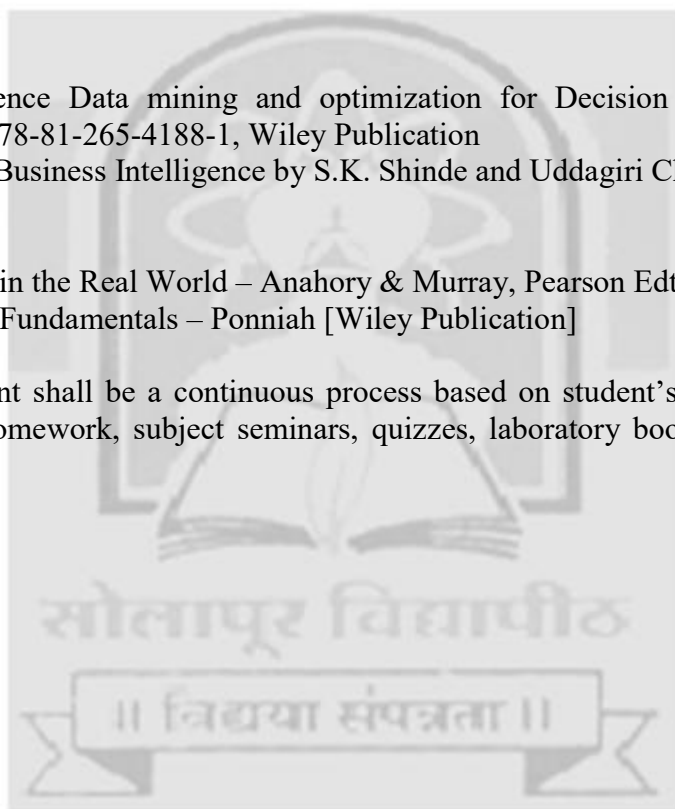 ence Data mining and optimization for Decision
78-81-265-4188-1, Wiley Publication
Business Intelligence by S.K. Shinde and Uddagiri Cl
in the Real World – Anahory & Murray, Pearson Edt
Fundamentals – Ponniah [Wiley Publication]
nt shall be a continuous process based on student's
omework, subject seminars, quizzes, laboratory boo
सोलापूर विद्यापीठ
॥ विद्यया संपन्नता ॥